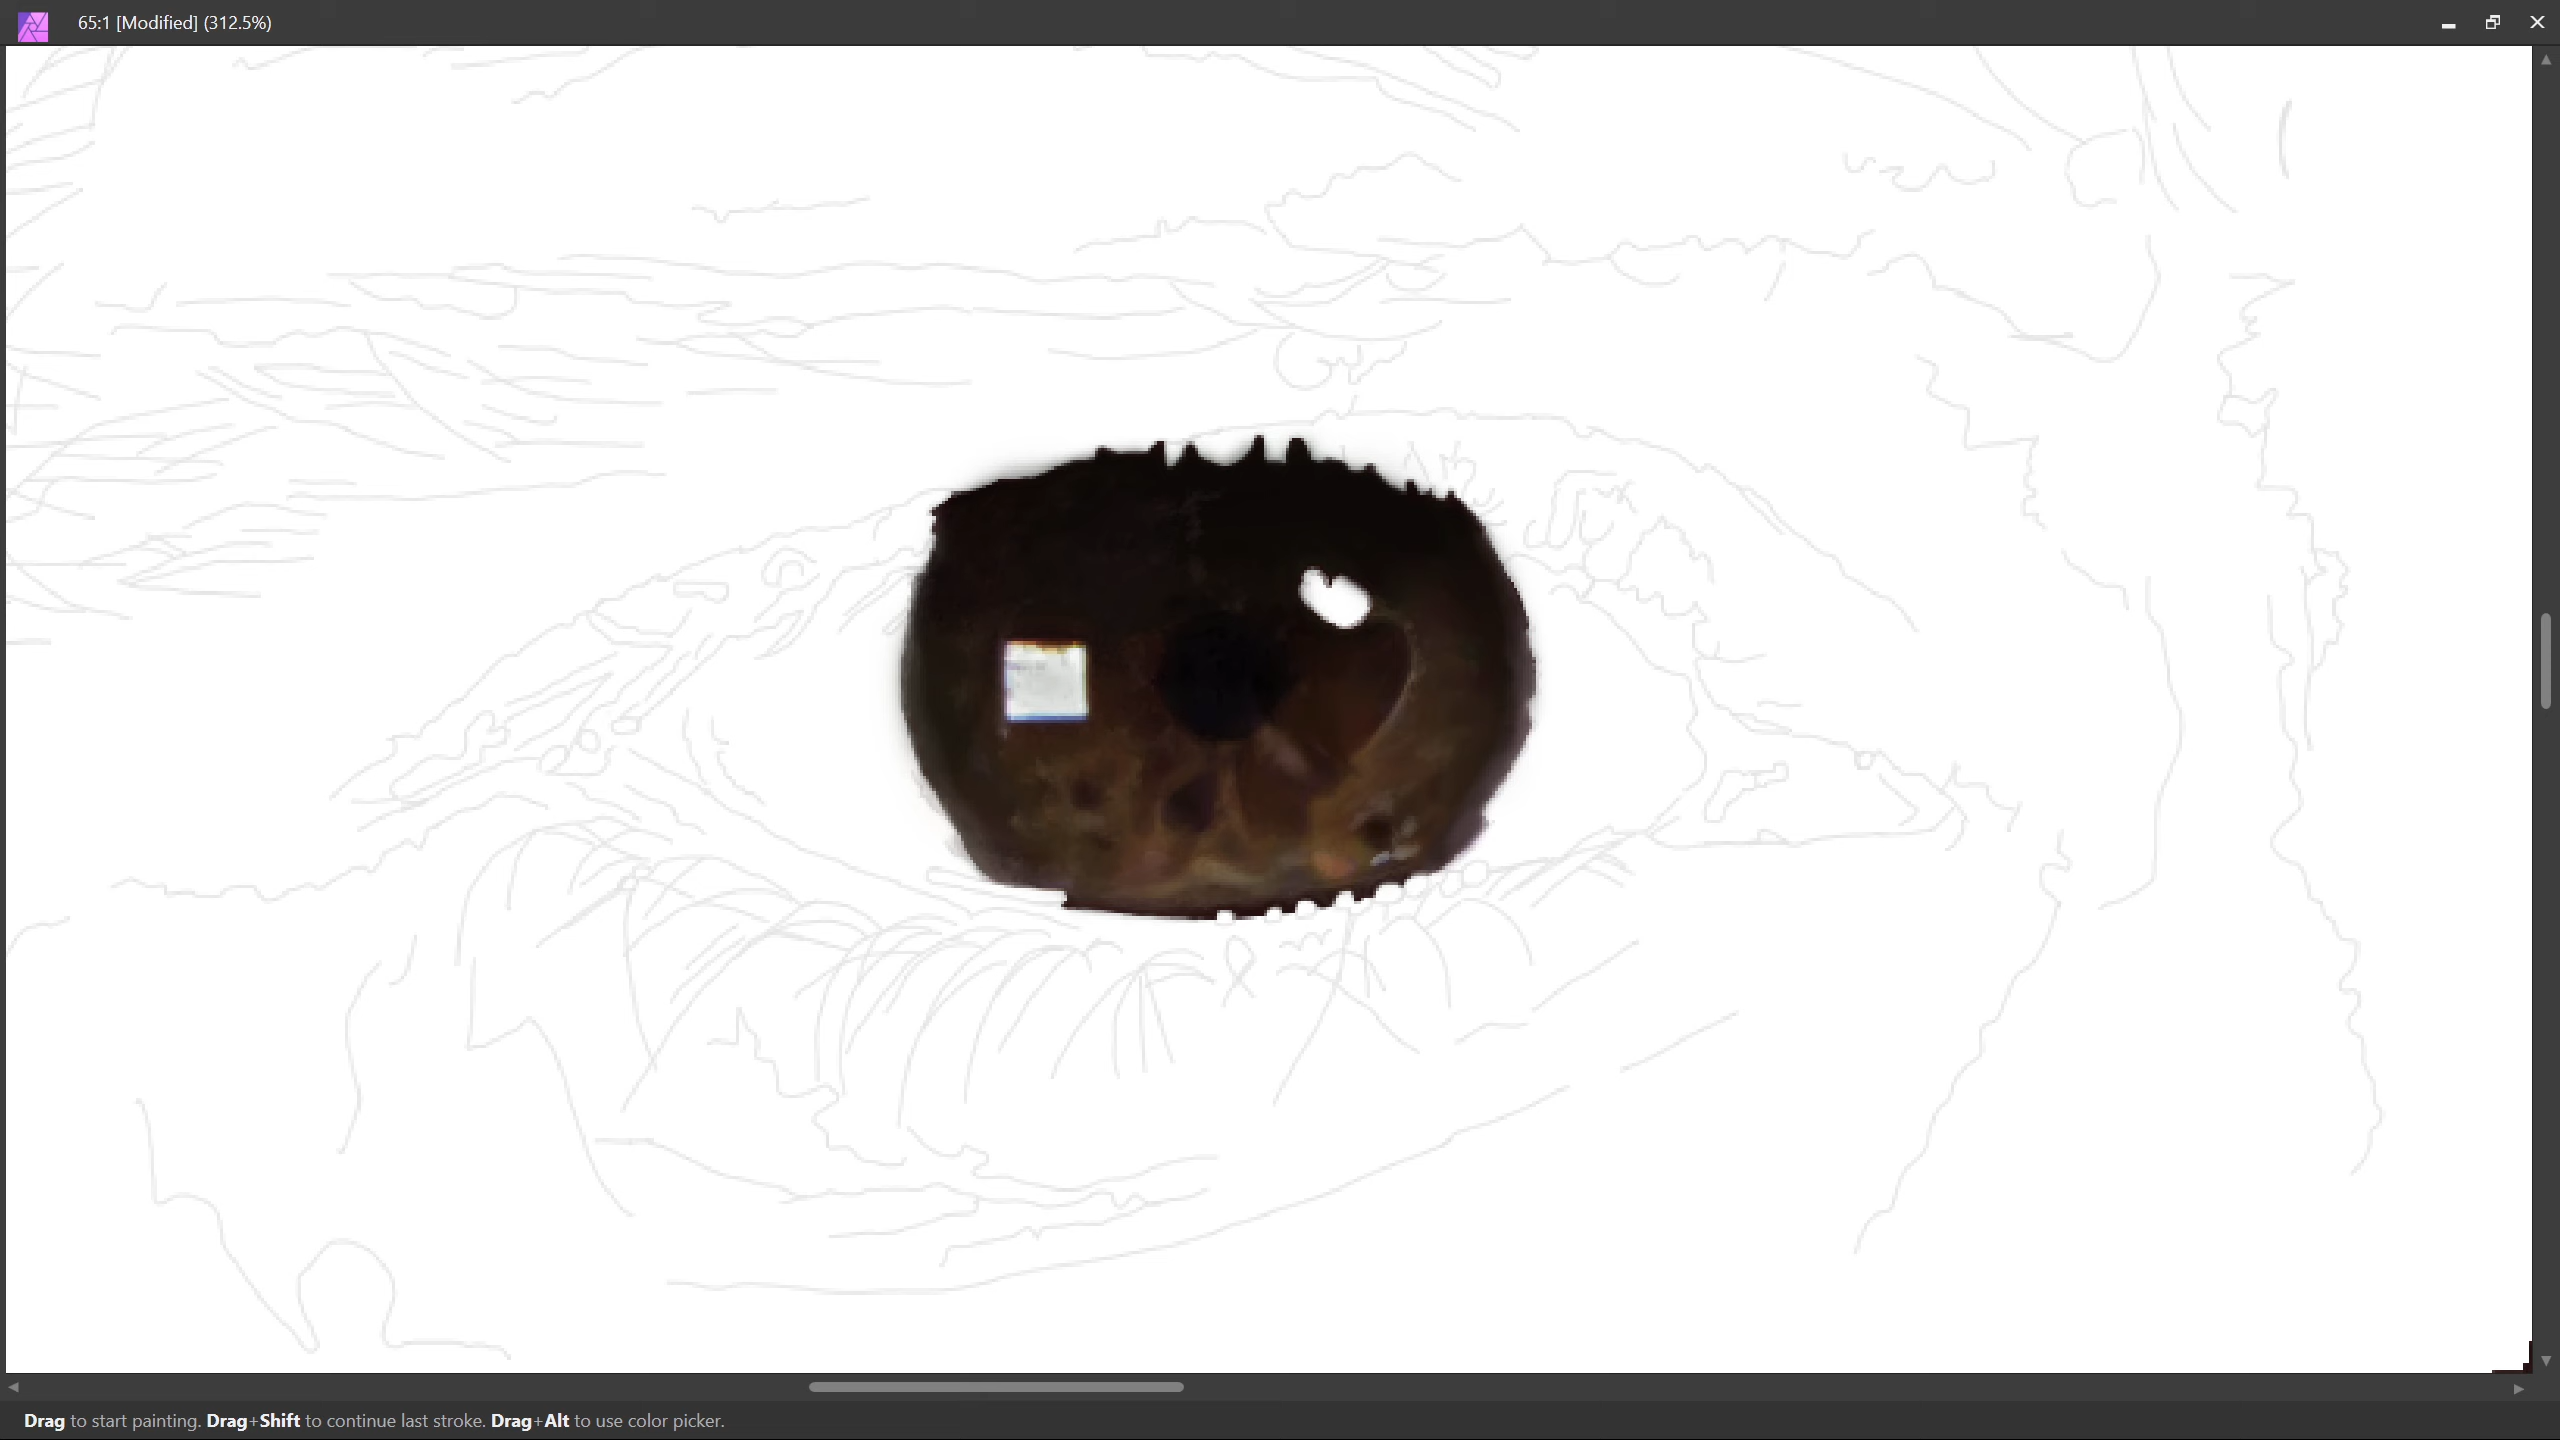 65:1 [Modified] (312.5%)
Drag to start painting. Drag+Shift to continue last stroke. Drag+Alt to use color picker.